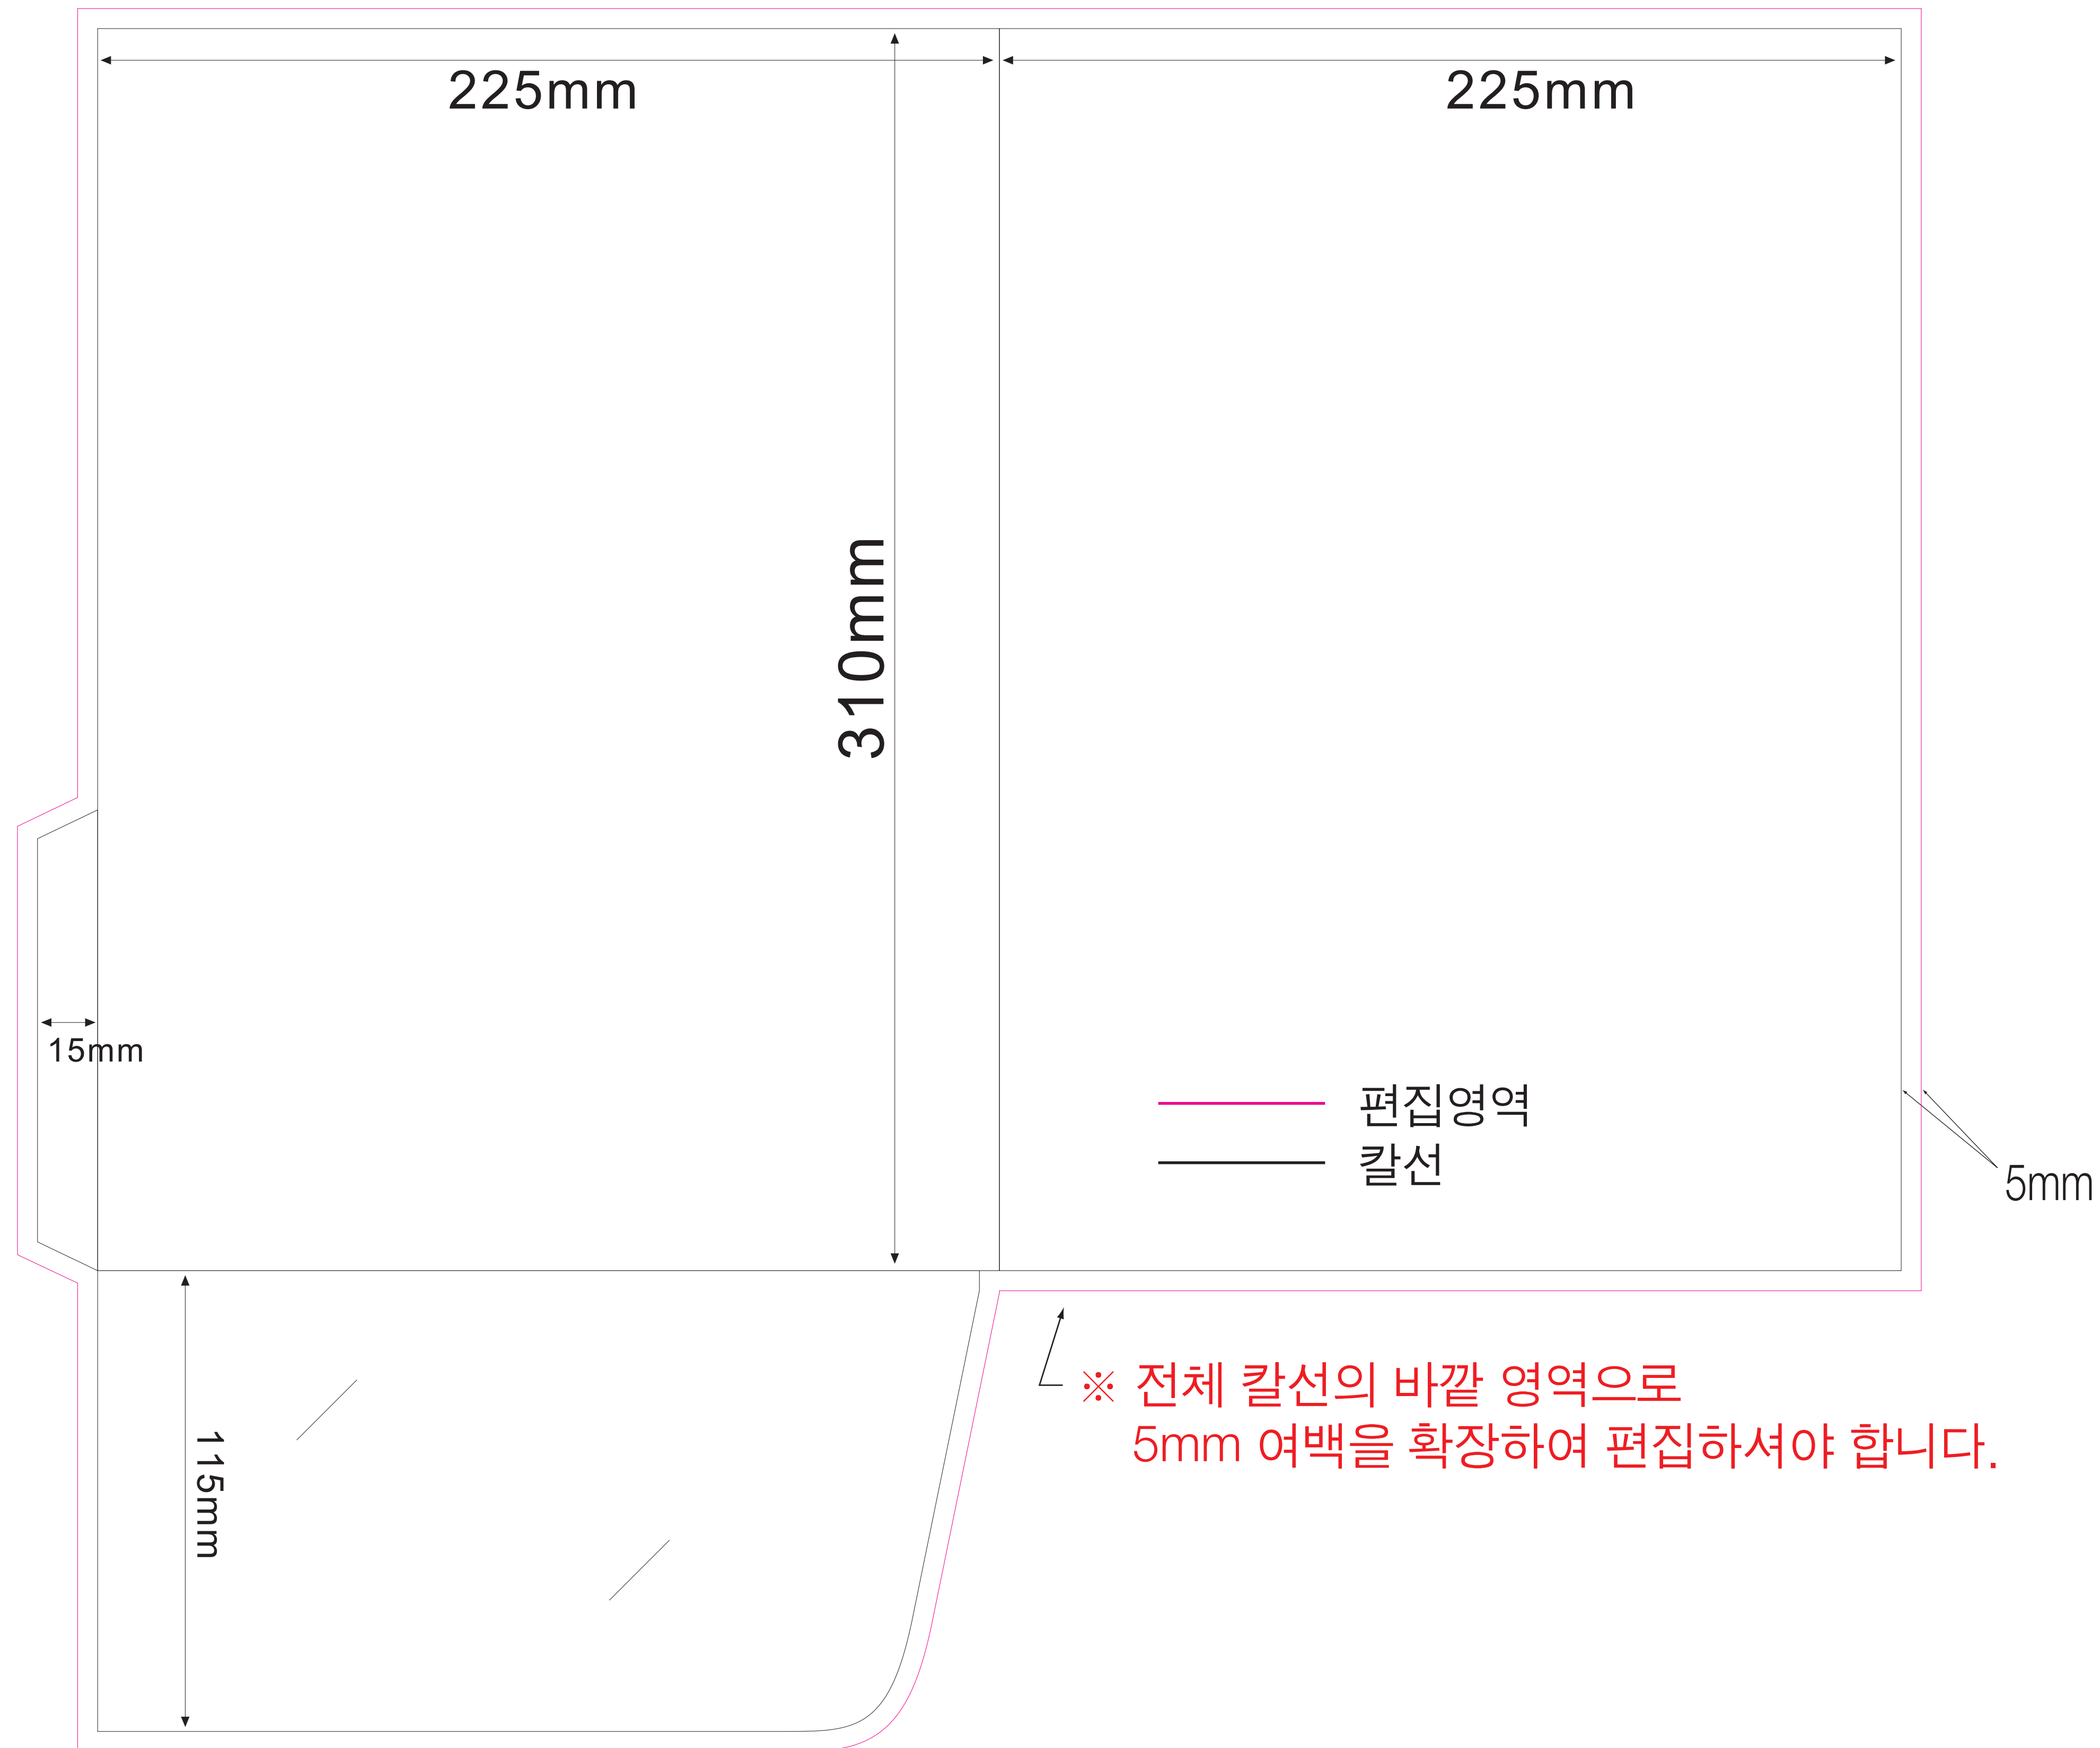 225mm
225mm
310mm
15mm
편집영역
칼선
5mm
※ 전체 칼선의 바깥 영역으로
5mm 여백을 확장하여 편집하셔야 합니다.
115mm